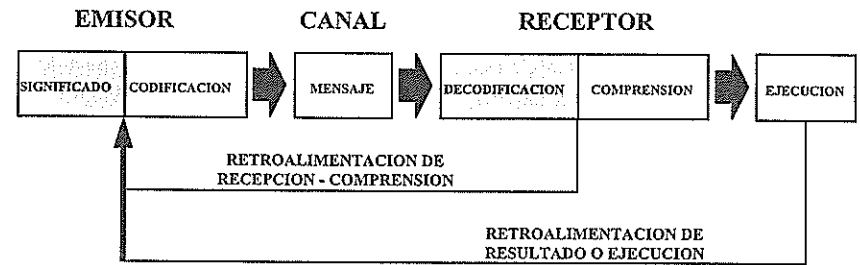 EMISOR CANAL RECEPTOR
SIGNIFICADO CODIFICACION MENSAJE DECODIFICACION COMPRENSION EJECUCION
RETROALIMENTACION DE
RECEPCION - COMPRENSION
RETROALIMENTACION DE
RESULTADO O EJECUCION